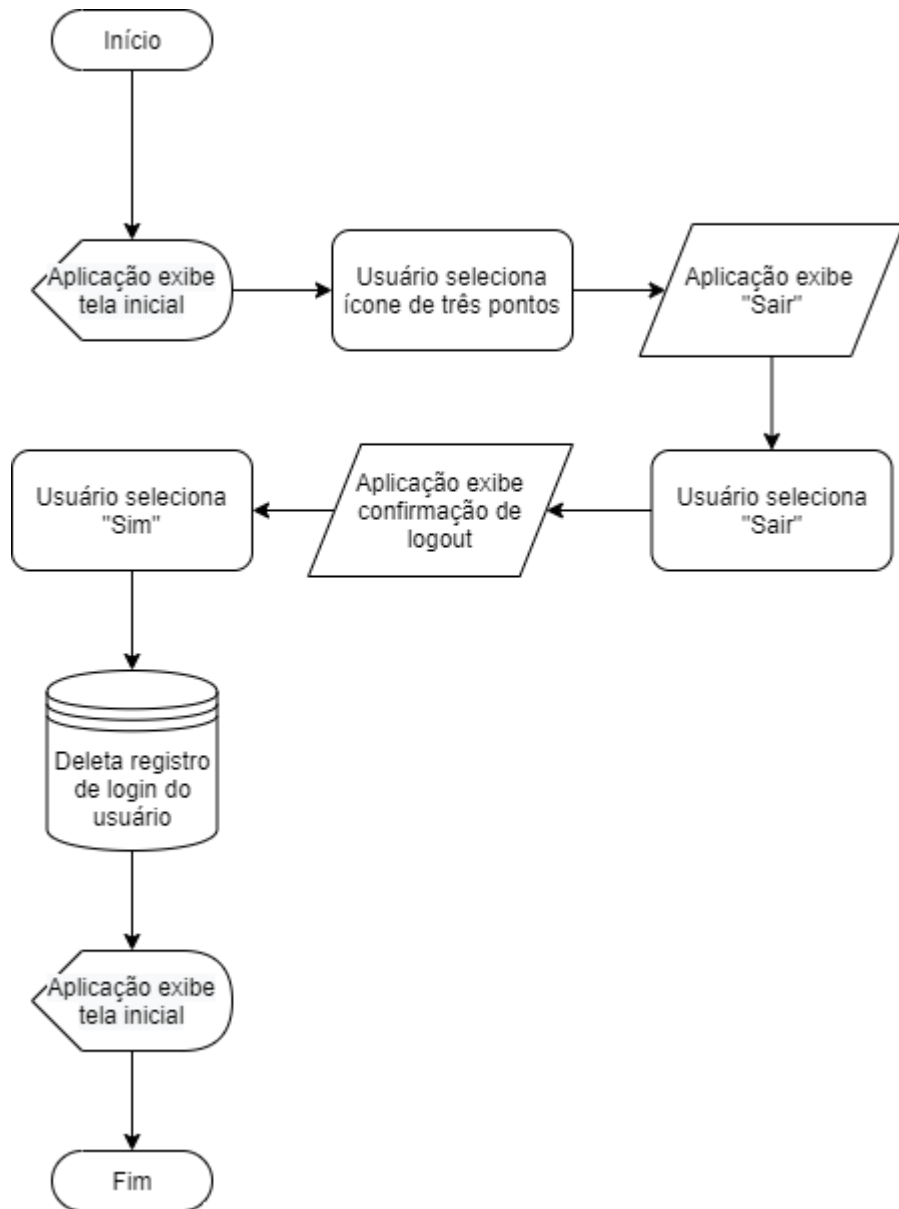 Início
Aplicação exibe
tela inicial
Usuário seleciona
ícone de três pontos
Aplicação exibe
"Sair"
Usuário seleciona
"Sair"
Aplicação exibe
confirmação de
logout
Usuário seleciona
"Sim"
Deleta registro
de login do
usuário
Aplicação exibe
tela inicial
Fim